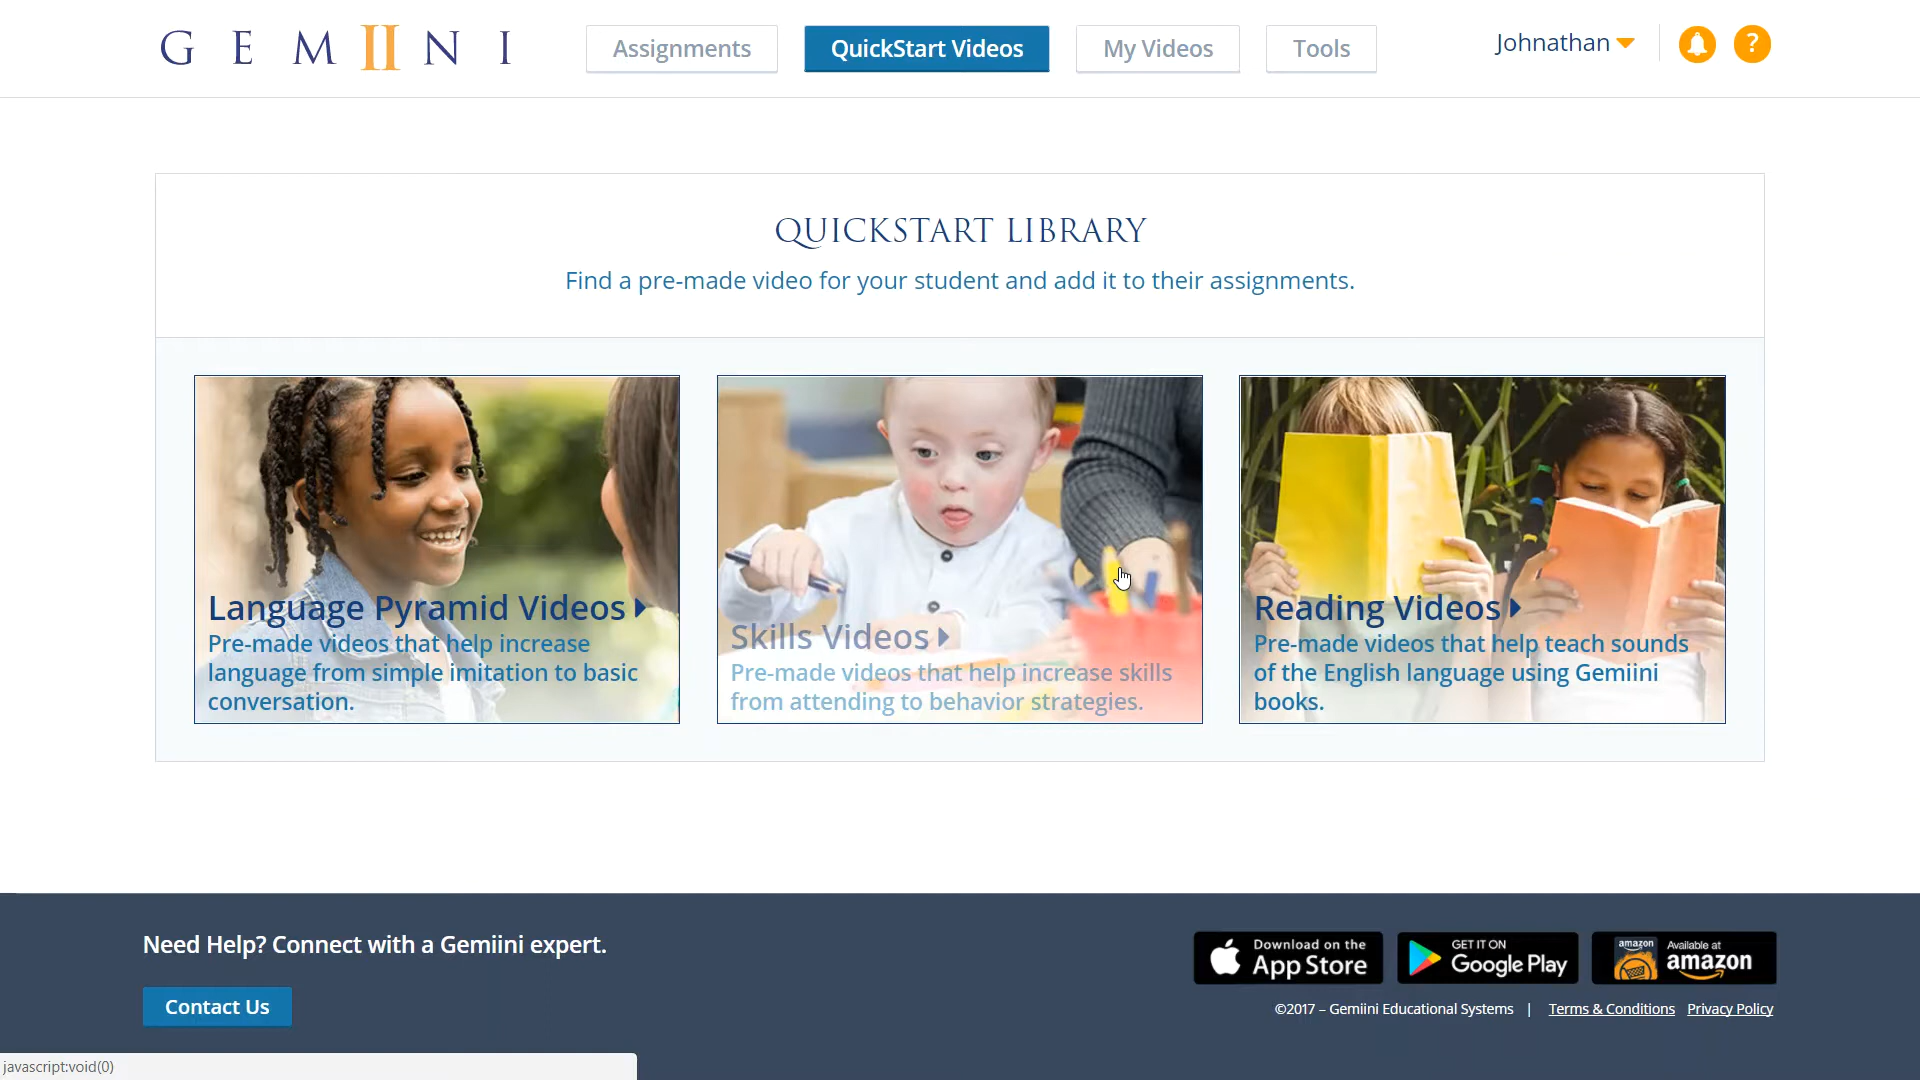 GEMIINI
Assignments
QuickStart Videos
My Videos
Tools
Johnathan
?
QUICKSTART LIBRARY
Find a pre-made video for your student and add it to their assignments.
Language Pyramid Videos
Pre-made videos that help increase
language from simple imitation to basic
conversation.
Skills Videos
Pre-made videos that help increase skills
from attending to behavior strategies.
Reading Videos
Pre-made videos that help teach sounds
of the English language using Gemiini
books.
Need Help? Connect with a Gemiini expert.
Contact Us
Download on the
App Store
GET IT ON
Google Play
amazon
Available at
amazon
©2017 – Gemiini Educational Systems | Terms & Conditions Privacy Policy
javascript:void(0)